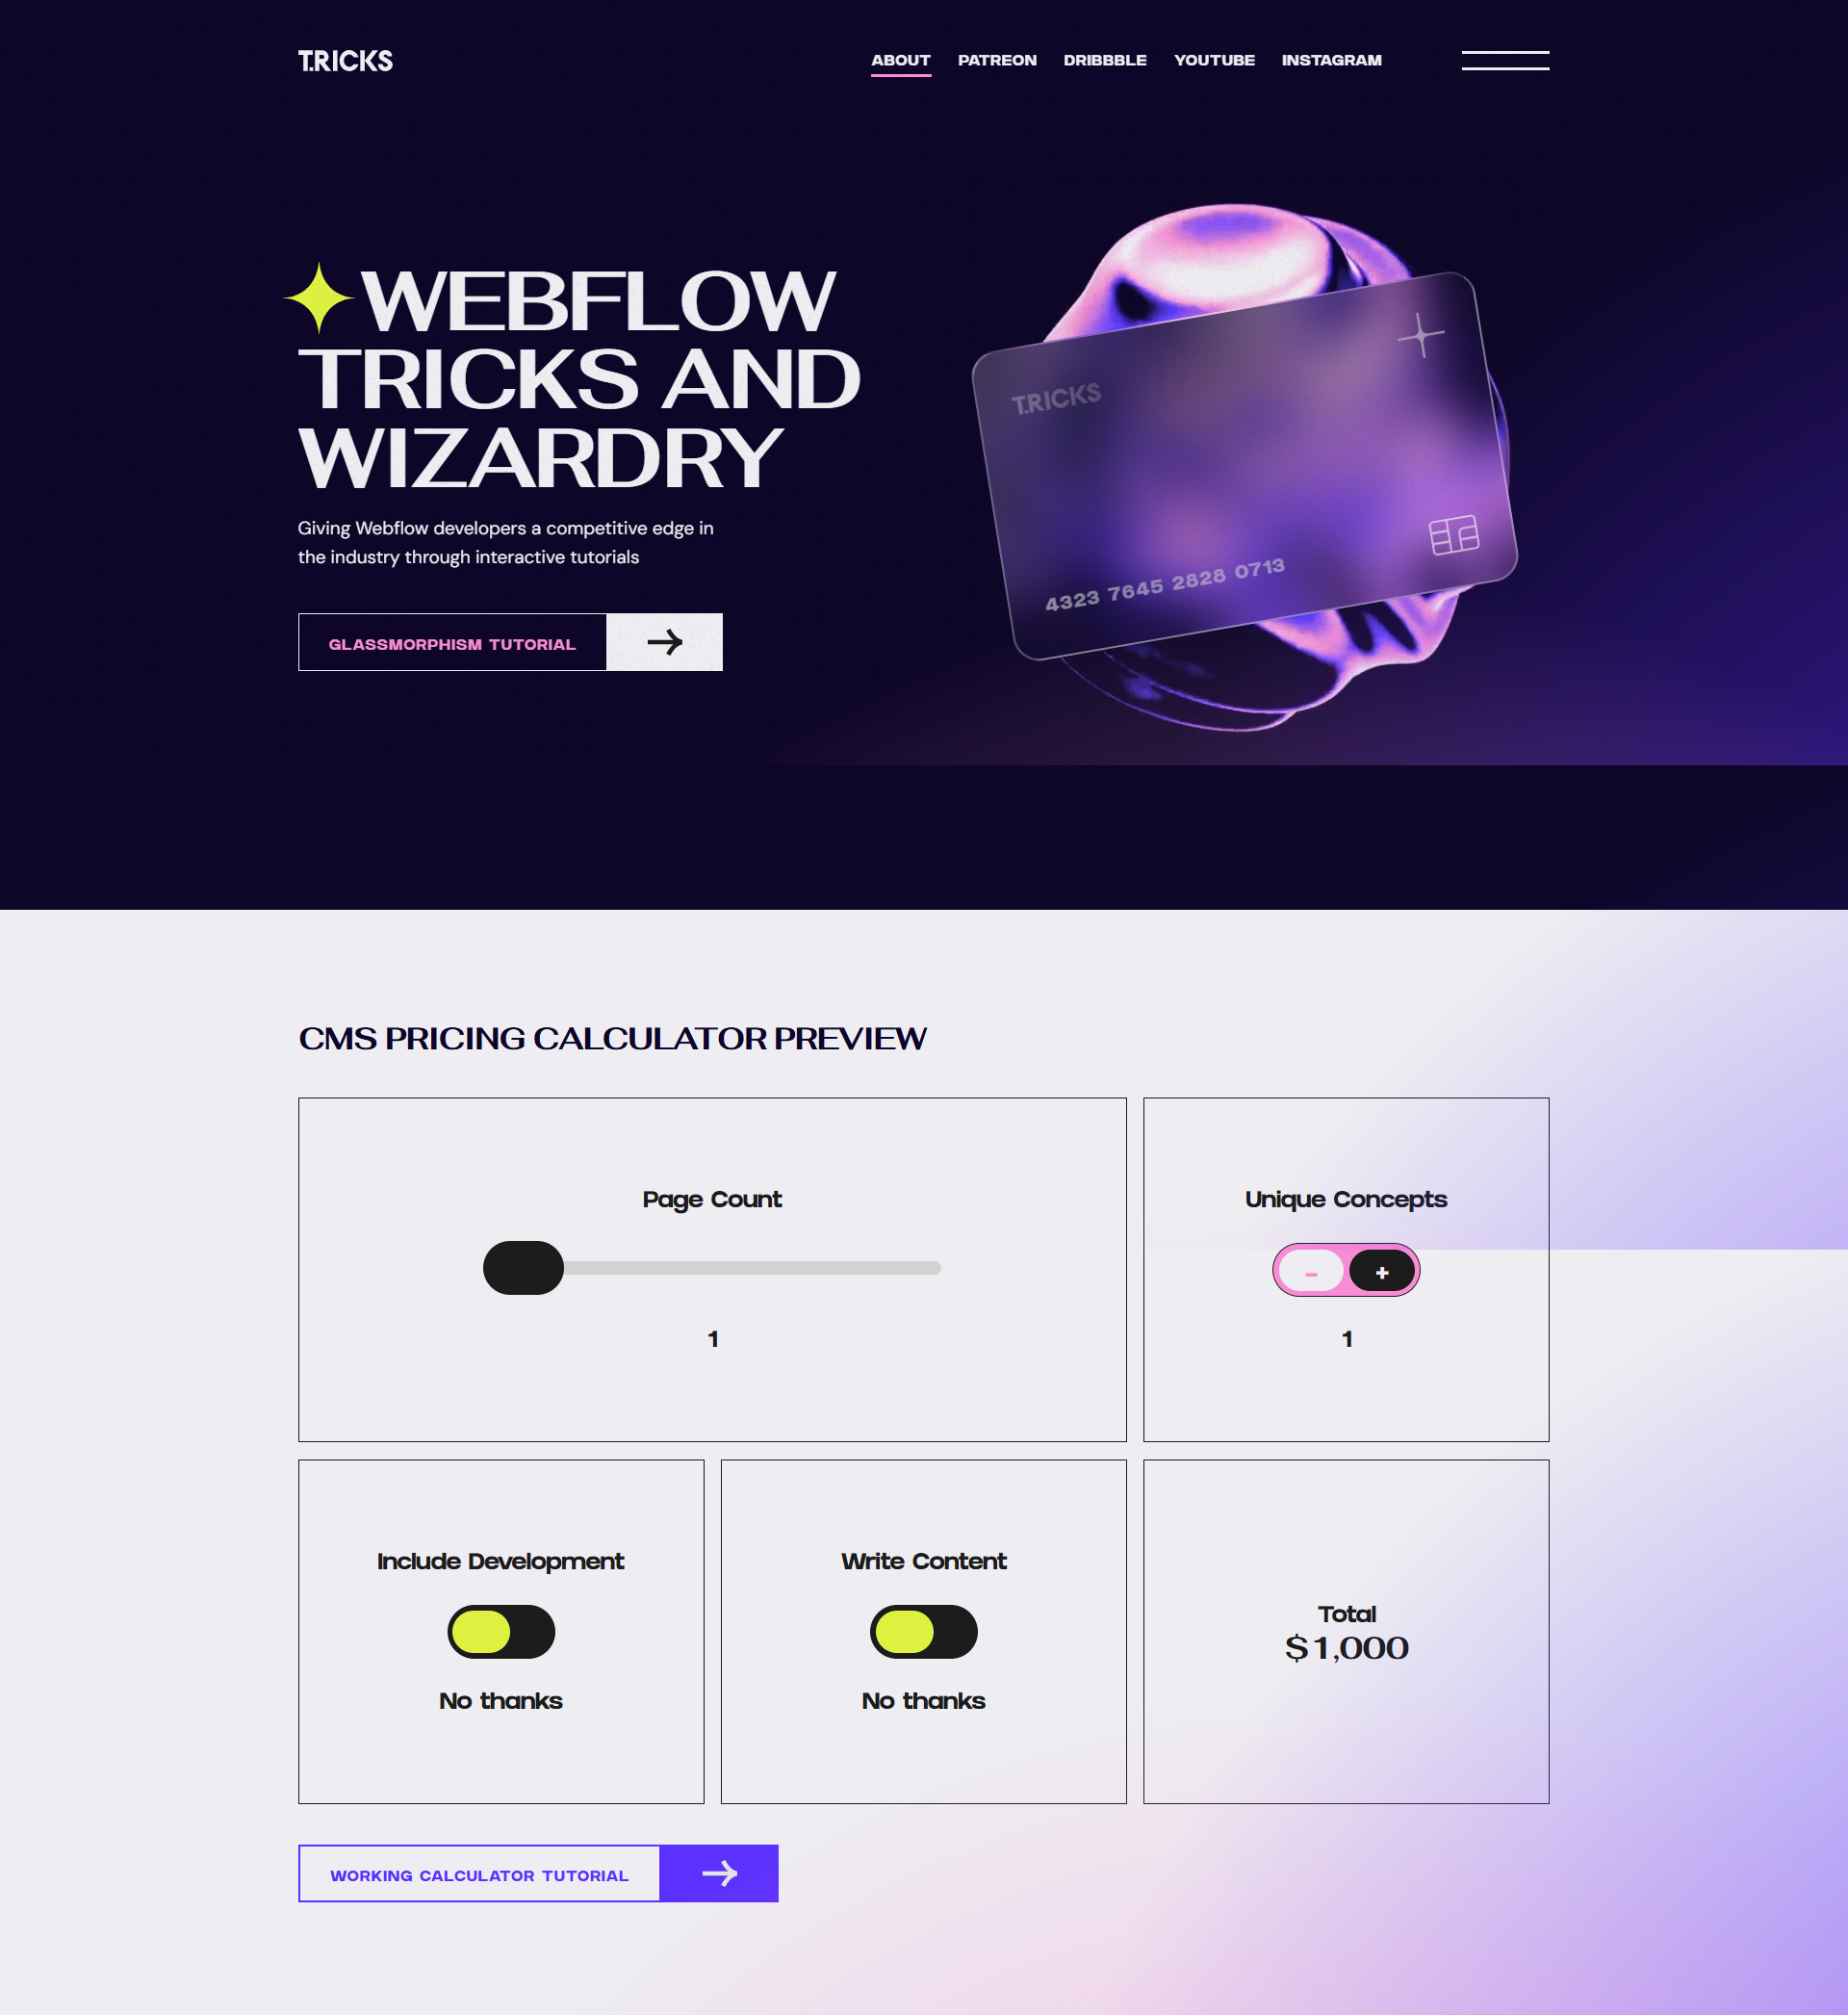 T.RICKS
ABOUT PATREON DRIBBBLE YOUTUBE INSTAGRAM
WEBFLOW
TRICKS AND
WIZARDRY
Giving Webflow developers a competitive edge in
the industry through interactive tutorials
GLASSMORPHISM TUTORIAL
T.RICKS
4323 7645 2828 0713
CMS PRICING CALCULATOR PREVIEW
Page Count
1
Unique Concepts
- +
1
Include Development
No thanks
Write Content
No thanks
Total
$1,000
WORKING CALCULATOR TUTORIAL